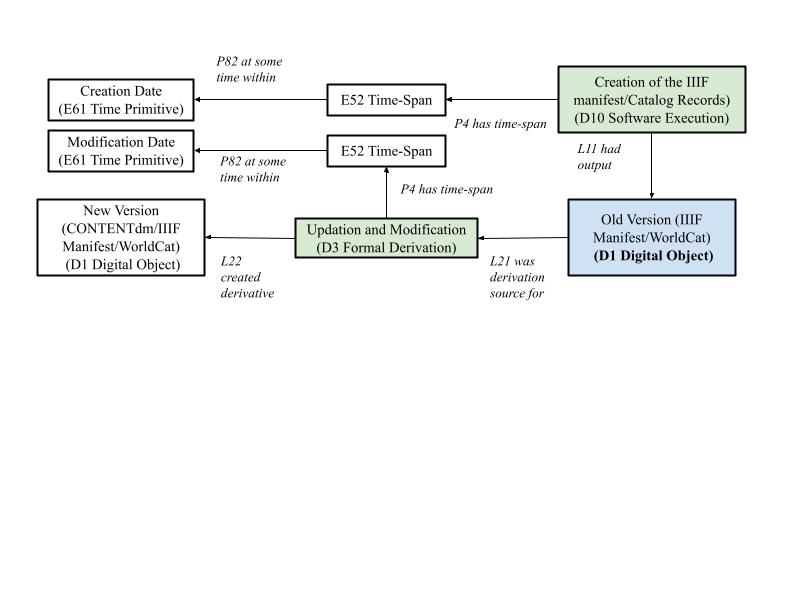 P82 at some
time within
Creation Date
(E61 Time Primitive)
E52 Time-Span
Creation of the IIIF
manifest/Catalog Records)
(D10 Software Execution)
P4 has time-span
Modification Date
(E61 Time Primitive)
P82 at some
time within
E52 Time-Span
L11 had
output
P4 has time-span
New Version
(CONTENTdm/IIIF
Manifest/WorldCat)
(D1 Digital Object)
Updation and Modification
(D3 Formal Derivation)
Old Version (IIIF
Manifest/WorldCat)
(D1 Digital Object)
L22
created
derivative
L21 was
derivation
source for